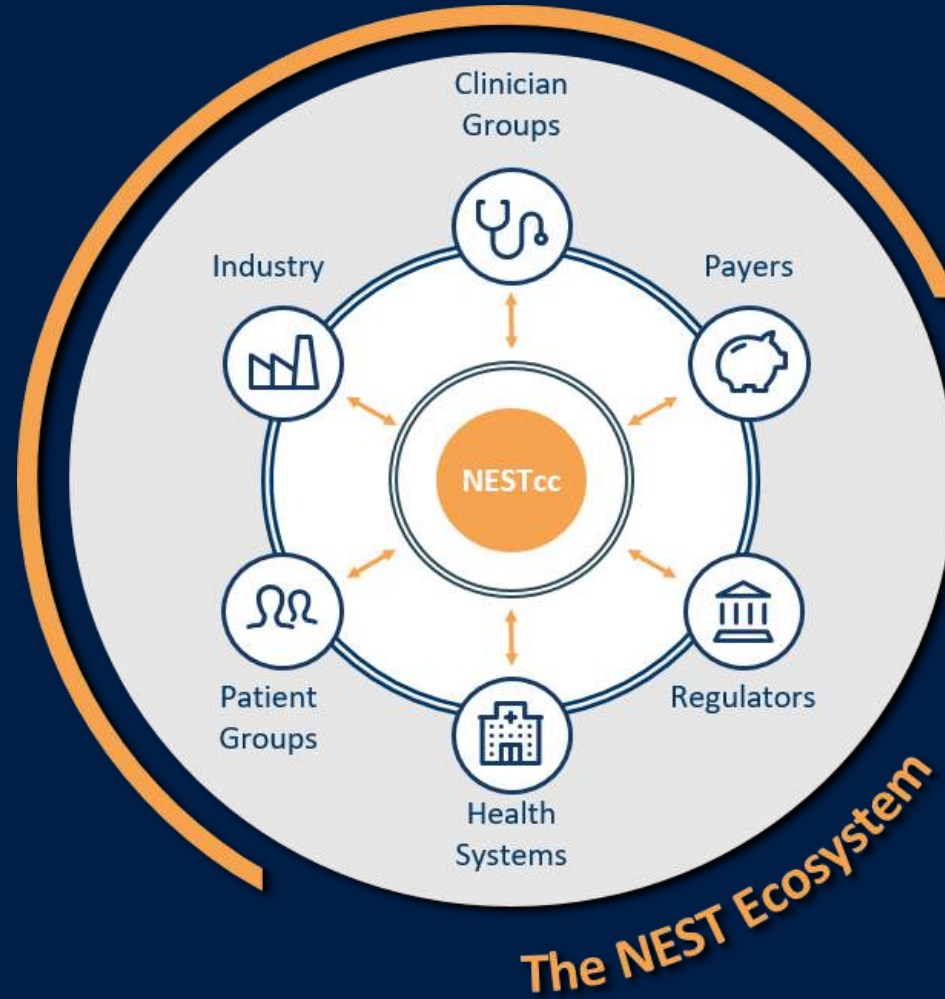 Clinician
Groups
Industry
Payers
NESTcc
Patient
Groups
Regulators
Health
Systems
The NEST Ecosystem